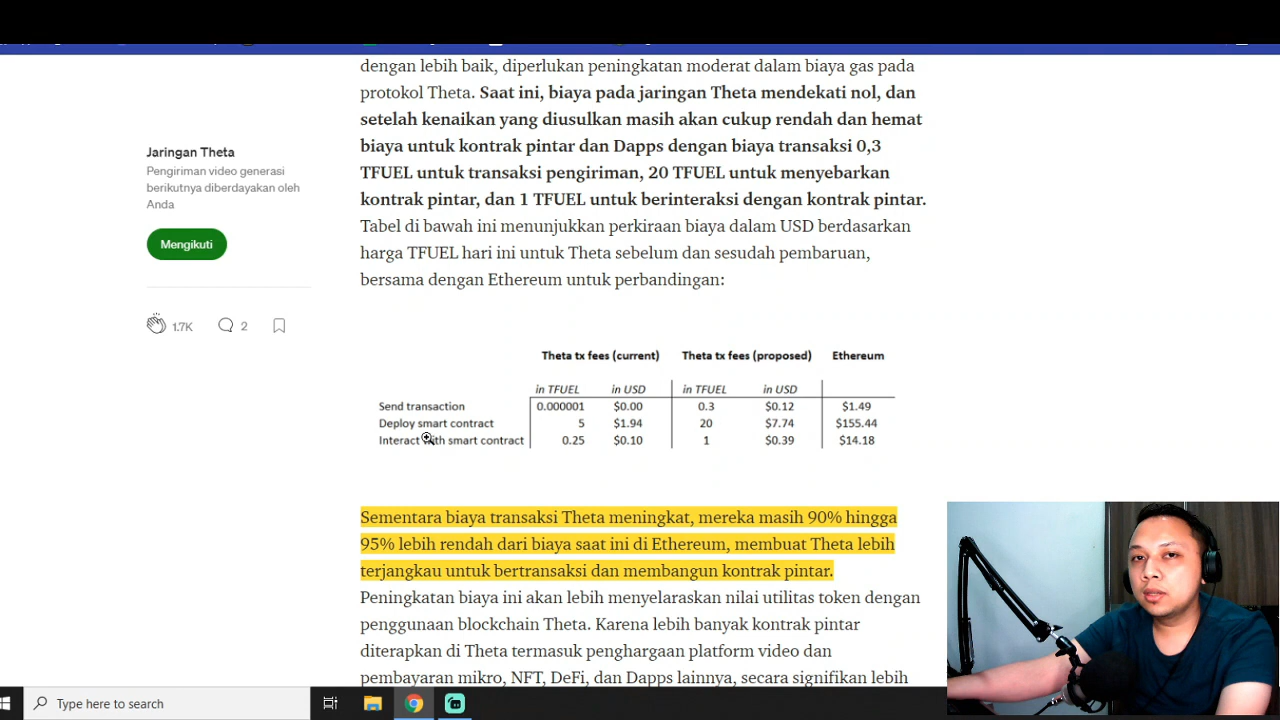 dengan lebih baik, diperlukan peningkatan moderat dalam biaya gas pada
protokol Theta. Saat ini, biaya pada jaringan Theta mendekati nol, dan
setelah kenaikan yang diusulkan masih akan cukup rendah dan hemat
biaya untuk kontrak pintar dan Dapps dengan biaya transaksi 0,3
TFUEL untuk transaksi pengiriman, 20 TFUEL untuk menyebarkan
kontrak pintar, dan 1 TFUEL untuk berinteraksi dengan kontrak pintar.
Tabel di bawah ini menunjukkan perkiraan biaya dalam USD berdasarkan
harga TFUEL hari ini untuk Theta sebelum dan sesudah pembaruan,
bersama dengan Ethereum untuk perbandingan:
Jaringan Theta
Pengiriman video generasi
berikutnya diberdayakan oleh
Anda
Mengikuti
1.7K 2
Theta tx fees (current) Theta tx fees (proposed) Ethereum
in TFUEL in USD in TFUEL in USD
Send transaction 0.000001 $0.00 0.3 $0.12 $1.49
Deploy smart contract 5 $1.94 20 $7.74 $155.44
Interact with smart contract 0.25 $0.10 1 $0.39 $14.18
Sementara biaya transaksi Theta meningkat, mereka masih 90% hingga
95% lebih rendah dari biaya saat ini di Ethereum, membuat Theta lebih
terjangkau untuk bertransaksi dan membangun kontrak pintar.
Peningkatan biaya ini akan lebih menyelaraskan nilai utilitas token dengan
penggunaan blockchain Theta. Karena lebih banyak kontrak pintar
diterapkan di Theta termasuk penghargaan platform video dan
pembayaran mikro, NFT, DeFi, dan Dapps lainnya, secara signifikan lebih
Type here to search